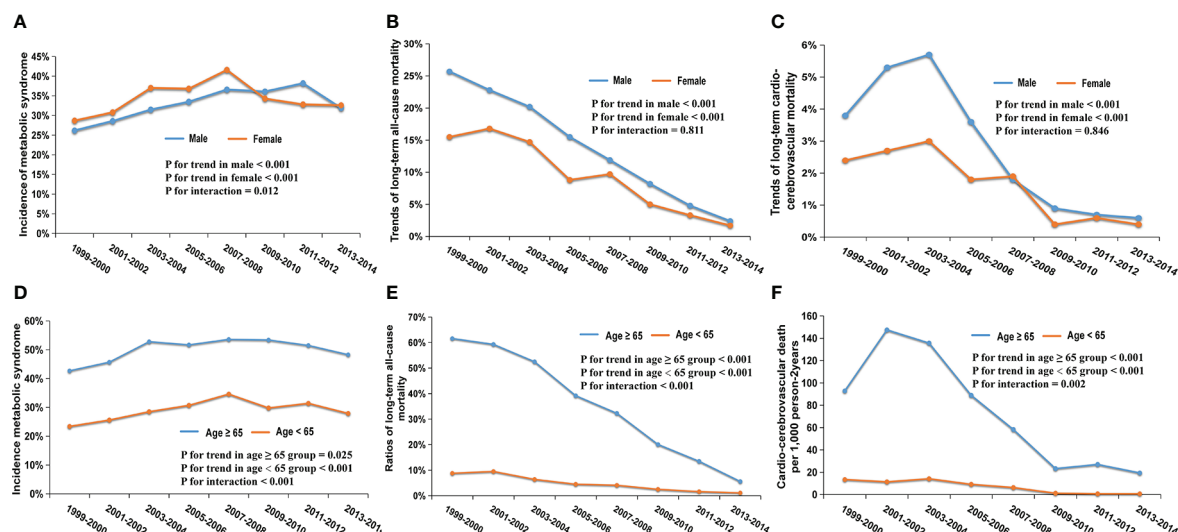 A
Incidence of metabolic syndrome
45%
40%
35%
30%
25%
20%
15%
10%
5%
0%
Male Female
P for trend in male < 0.001
P for trend in female < 0.001
P for interaction = 0.012
1999-2000 2001-2002 2003-2004 2005-2006 2007-2008 2009-2010 2011-2012 2013-2014
B
Trends of long-term all-cause mortality
30%
25%
20%
15%
10%
5%
0%
Male Female
P for trend in male < 0.001
P for trend in female < 0.001
P for interaction = 0.811
1999-2000 2001-2002 2003-2004 2005-2006 2007-2008 2009-2010 2011-2012 2013-2014
C
Trends of long-term cardio-
cerebrovascular mortality
6%
5%
4%
3%
2%
1%
0%
Male Female
P for trend in male < 0.001
P for trend in female < 0.001
P for interaction = 0.846
1999-2000 2001-2002 2003-2004 2005-2006 2007-2008 2009-2010 2011-2012 2013-2014
D
Incidence metabolic syndrome
60%
50%
40%
30%
20%
10%
0%
Age ≥ 65 Age < 65
P for trend in age ≥ 65 group = 0.025
P for trend in age < 65 group < 0.001
P for interaction < 0.001
1999-2000 2001-2002 2003-2004 2005-2006 2007-2008 2009-2010 2011-2012 2013-201
E
Ratios of long-term all-cause
mortality
70%
60%
50%
40%
30%
20%
10%
0%
Age ≥ 65 Age < 65
P for trend in age ≥ 65 group < 0.001
P for trend in age < 65 group < 0.001
P for interaction < 0.001
1999-2000 2001-2002 2003-2004 2005-2006 2007-2008 2009-2010 2011-2012 2013-2014
F
Cardio-cerebrovascular death
per 1,000 person-2years
160
140
120
100
80
60
40
20
0
Age ≥ 65 Age < 65
P for trend in age ≥ 65 group < 0.001
P for trend in age < 65 group < 0.001
P for interaction = 0.002
1999-2000 2001-2002 2003-2004 2005-2006 2007-2008 2009-2010 2011-2012 2013-2014